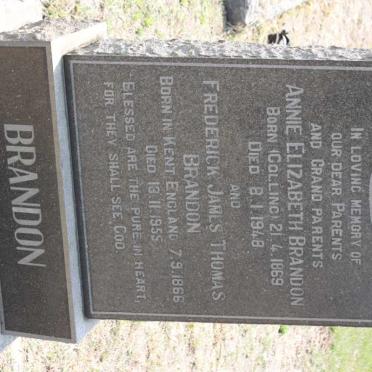 IN LOVING MEMORY OF
OUR DEAR PARENTS
AND GRAND PARENTS
ANNIE ELIZABETH BRANDON
BORN (COLLING) 21.4.1869
DIED 8.1.1948
AND
FREDERICK JAMES THOMAS
BRANDON
BORN IN KENT ENGLAND 7.9.1866
DIED 13.11.1955
BLESSED ARE THE PURE IN HEART,
FOR THEY SHALL SEE GOD
BRANDON